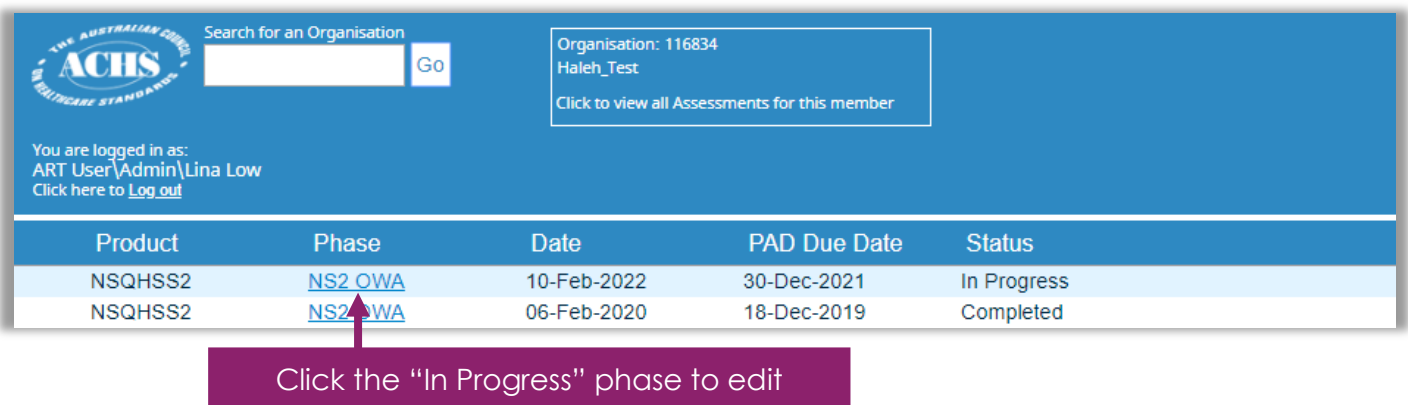 THE AUSTRALIAN COUNCIL
ACHS
ON HEALTHCARE STANDARDS
Search for an Organisation
Go
Organisation: 116834
Haleh_Test
Click to view all Assessments for this member
You are logged in as:
ART User\Admin\Lina Low
Click here to Log out
Product Phase Date PAD Due Date Status
NSQHSS2 NS2 OWA 10-Feb-2022 30-Dec-2021 In Progress
NSQHSS2 NS2 OWA 06-Feb-2020 18-Dec-2019 Completed
Click the “In Progress” phase to edit